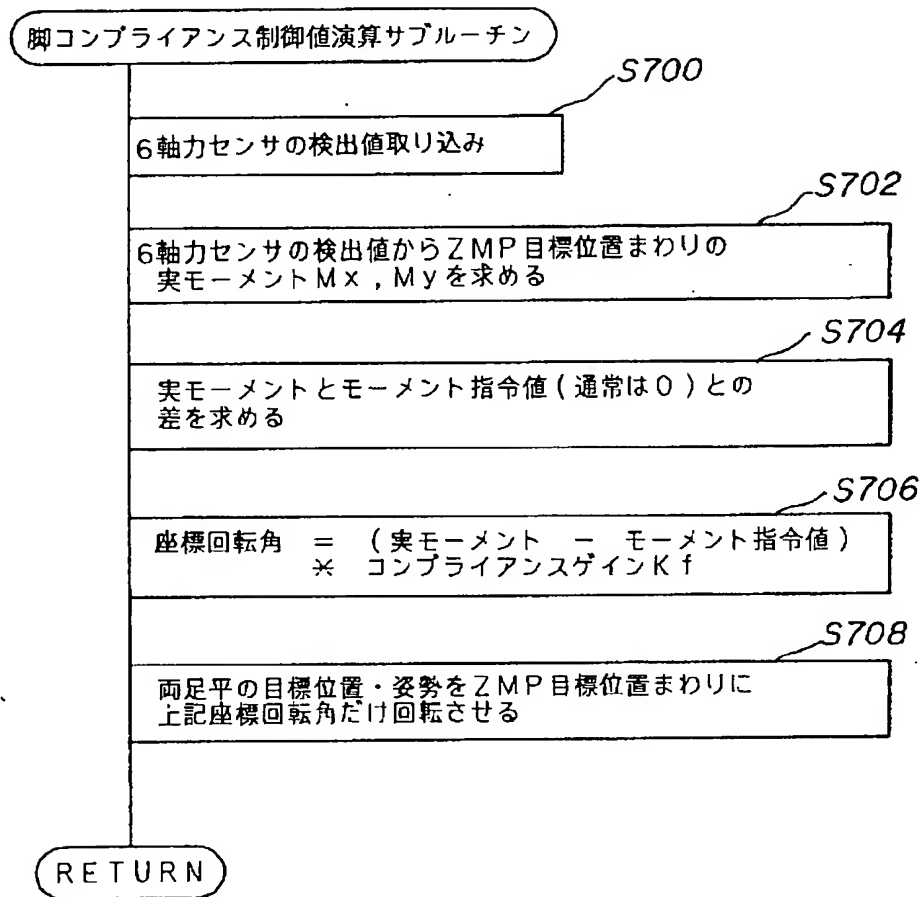 脚コンプライアンス制御値演算サブルーチン
S700
6軸力センサの検出値取り込み
S702
6軸力センサの検出値からZMP目標位置まわりの
実モーメントMx,Myを求める
S704
実モーメントとモーメント指令値(通常は0)との
差を求める
S706
座標回転角 = (実モーメント - モーメント指令値)
* コンプライアンスゲインKf
S708
両足平の目標位置・姿勢をZMP目標位置まわりに
上記座標回転角だけ回転させる
RETURN